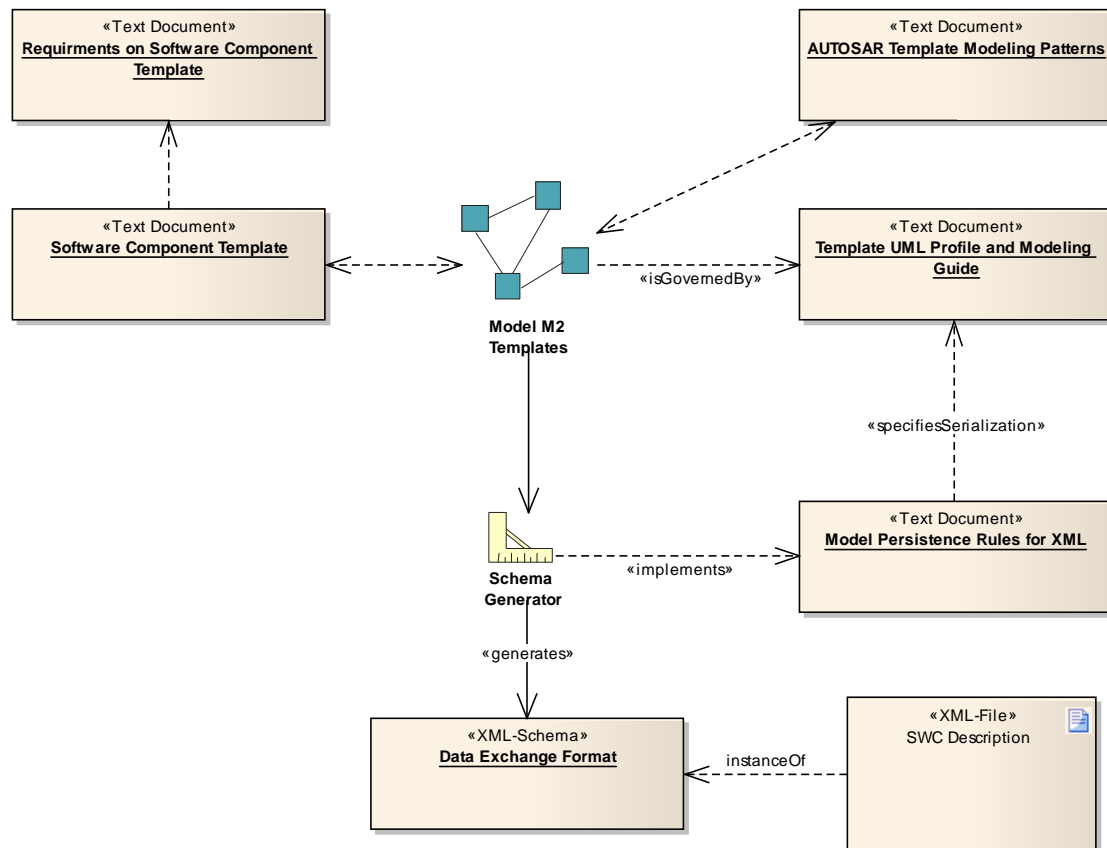 «Text Document»
Requirments on Software Component
Template
«Text Document»
AUTOSAR Template Modeling Patterns
«Text Document»
Software Component Template
«Text Document»
Template UML Profile and Modeling
Guide
«isGovernedBy»
Model M2
Templates
«specifiesSerialization»
«Text Document»
Model Persistence Rules for XML
«implements»
Schema
Generator
«generates»
«XML-Schema»
Data Exchange Format
«XML-File»
SWC Description
instanceOf